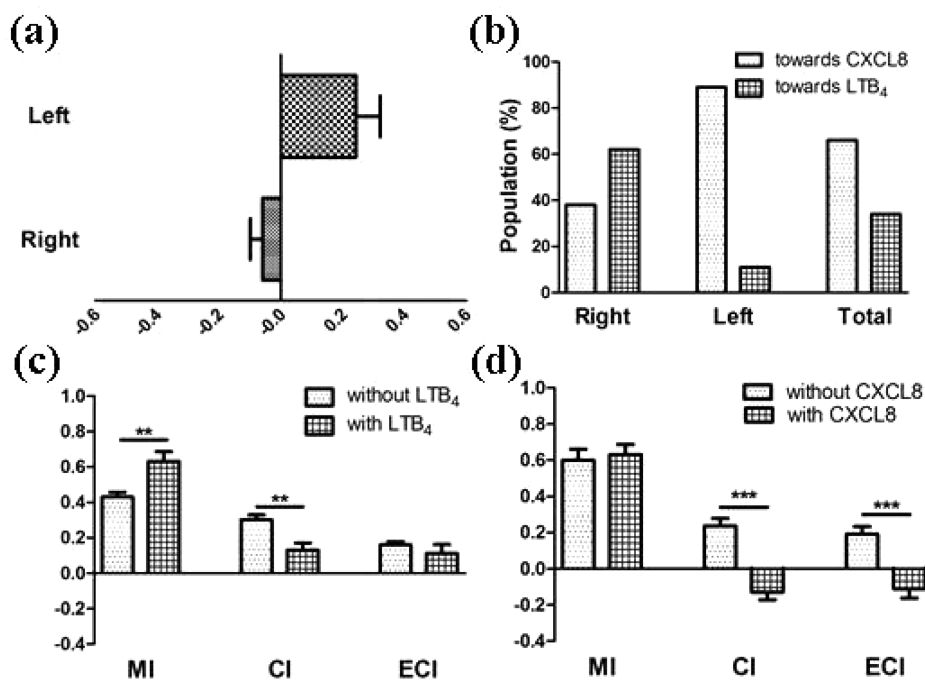 (a)
Left
Right
-0.6
-0.4
-0.2
-0.0
0.2
0.4
0.6
(b)
towards CXCL8
towards LTB4
Population (%)
100
80
60
40
20
0
Right
Left
Total
(c)
without LTB4
with LTB4
1.0
0.8
0.6
0.4
0.2
0.0
-0.2
-0.4
**
**
MI
CI
ECI
(d)
without CXCL8
with CXCL8
1.0
0.8
0.6
0.4
0.2
0.0
-0.2
-0.4
***
***
MI
CI
ECI